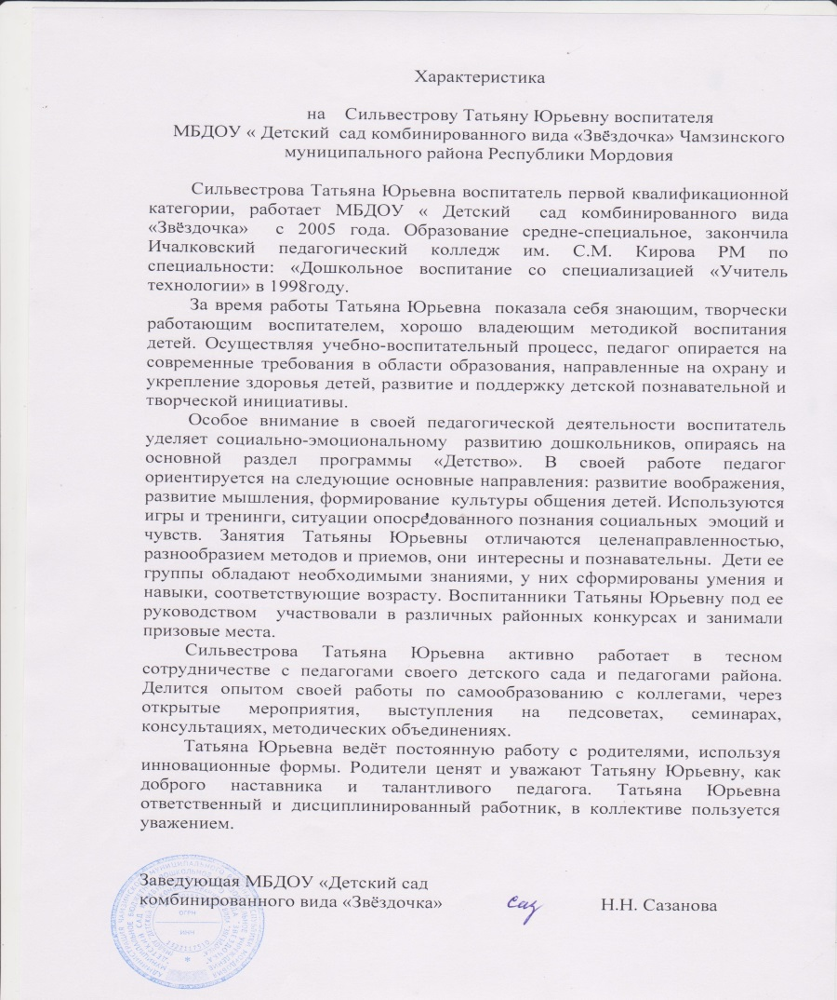 Характеристика
на Сильвестрову Татьяну Юрьевну воспитателя
МБДОУ « Детский сад комбинированного вида «Звёздочка» Чамзинского
муниципального района Республики Мордовия
Сильвестрова Татьяна Юрьевна воспитатель первой квалификационной
категории, работает МБДОУ « Детский сад комбинированного вида
«Звёздочка» с 2005 года. Образование средне-специальное, закончила
Ичалковский педагогический колледж им. С.М. Кирова РМ по
специальности: «Дошкольное воспитание со специализацией «Учитель
технологии» в 1998году.
За время работы Татьяна Юрьевна показала себя знающим, творчески
работающим воспитателем, хорошо владеющим методикой воспитания
детей. Осуществляя учебно-воспитательный процесс, педагог опирается на
современные требования в области образования, направленные на охрану и
укрепление здоровья детей, развитие и поддержку детской познавательной и
творческой инициативы.
Особое внимание в своей педагогической деятельности воспитатель
уделяет социально-эмоциональному развитию дошкольников, опираясь на
основной раздел программы «Детство». В своей работе педагог
ориентируется на следующие основные направления: развитие воображения,
развитие мышления, формирование культуры общения детей. Используются
игры и тренинги, ситуации опосредованного познания социальных эмоций и
чувств. Занятия Татьяны Юрьевны отличаются целенаправленностью,
разнообразием методов и приемов, они интересны и познавательны. Дети ее
группы обладают необходимыми знаниями, у них сформированы умения и
навыки, соответствующие возрасту. Воспитанники Татьяны Юрьевну под ее
руководством участвовали в различных районных конкурсах и занимали
призовые места.
Сильвестрова Татьяна Юрьевна активно работает в тесном
сотрудничестве с педагогами своего детского сада и педагогами района.
Делится опытом своей работы по самообразованию с коллегами, через
открытые мероприятия, выступления на педсоветах, семинарах,
консультациях, методических объединениях.
Татьяна Юрьевна ведёт постоянную работу с родителями, используя
инновационные формы. Родители ценят и уважают Татьяну Юрьевну, как
доброго наставника и талантливого педагога. Татьяна Юрьевна
ответственный и дисциплинированный работник, в коллективе пользуется
уважением.
Заведующая МБДОУ «Детский сад
комбинированного вида «Звёздочка» Саз Н.Н. Сазанова
ОГРН
ИНН